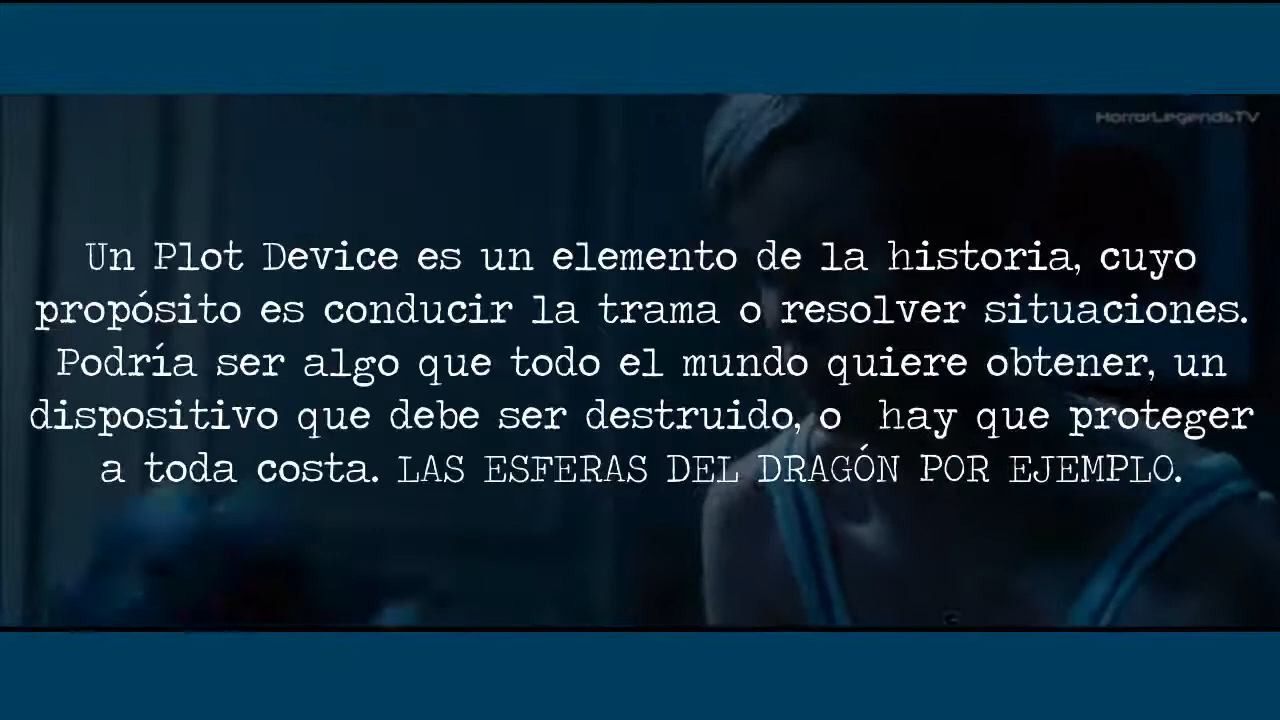 HorrorLegendsTV
Un Plot Device es un elemento de la historia, cuyo
propósito es conducir la trama o resolver situaciones.
Podría ser algo que todo el mundo quiere obtener, un
dispositivo que debe ser destruido, o  hay que proteger
a toda costa. LAS ESFERAS DEL DRAGÓN POR EJEMPLO.